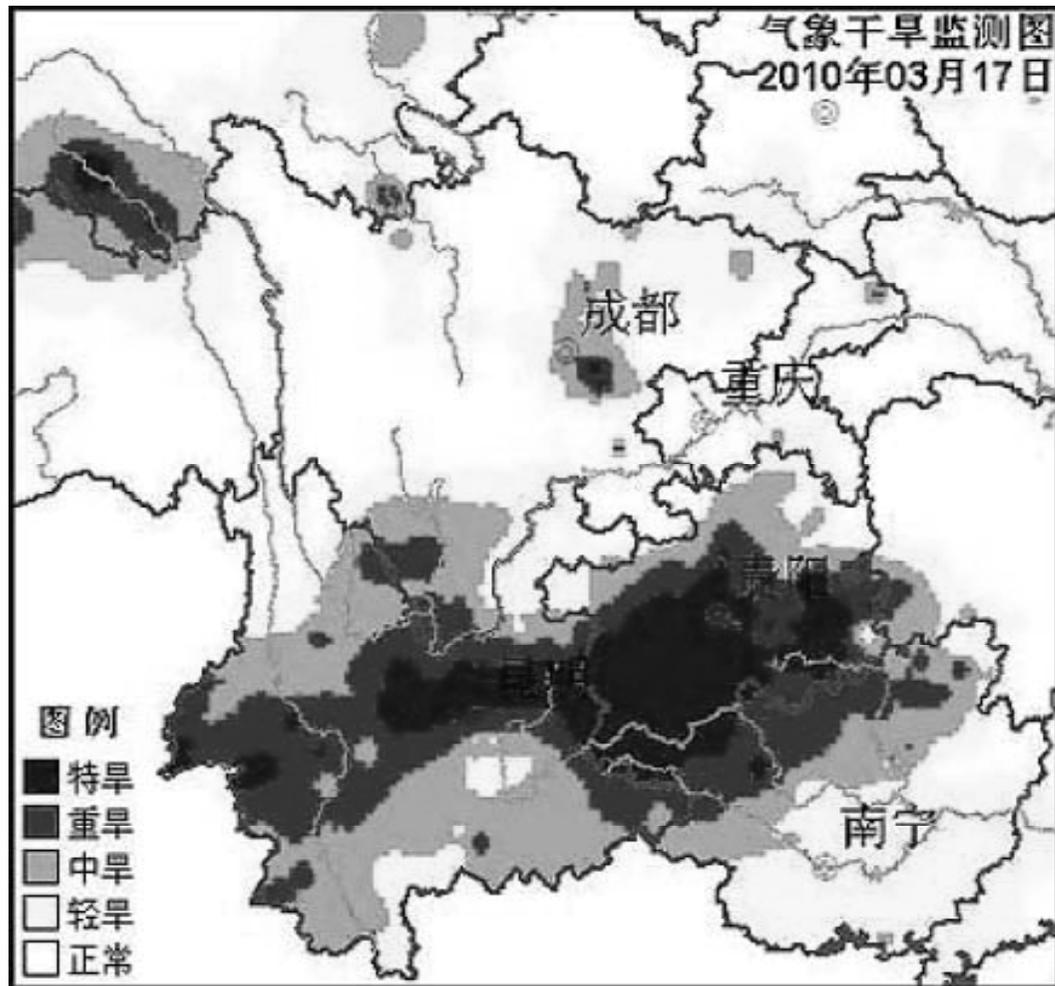 气象干旱监测图
2010年03月17日
成都
重庆
贵阳
昆明
南宁
图例
特旱
重旱
中旱
轻旱
正常